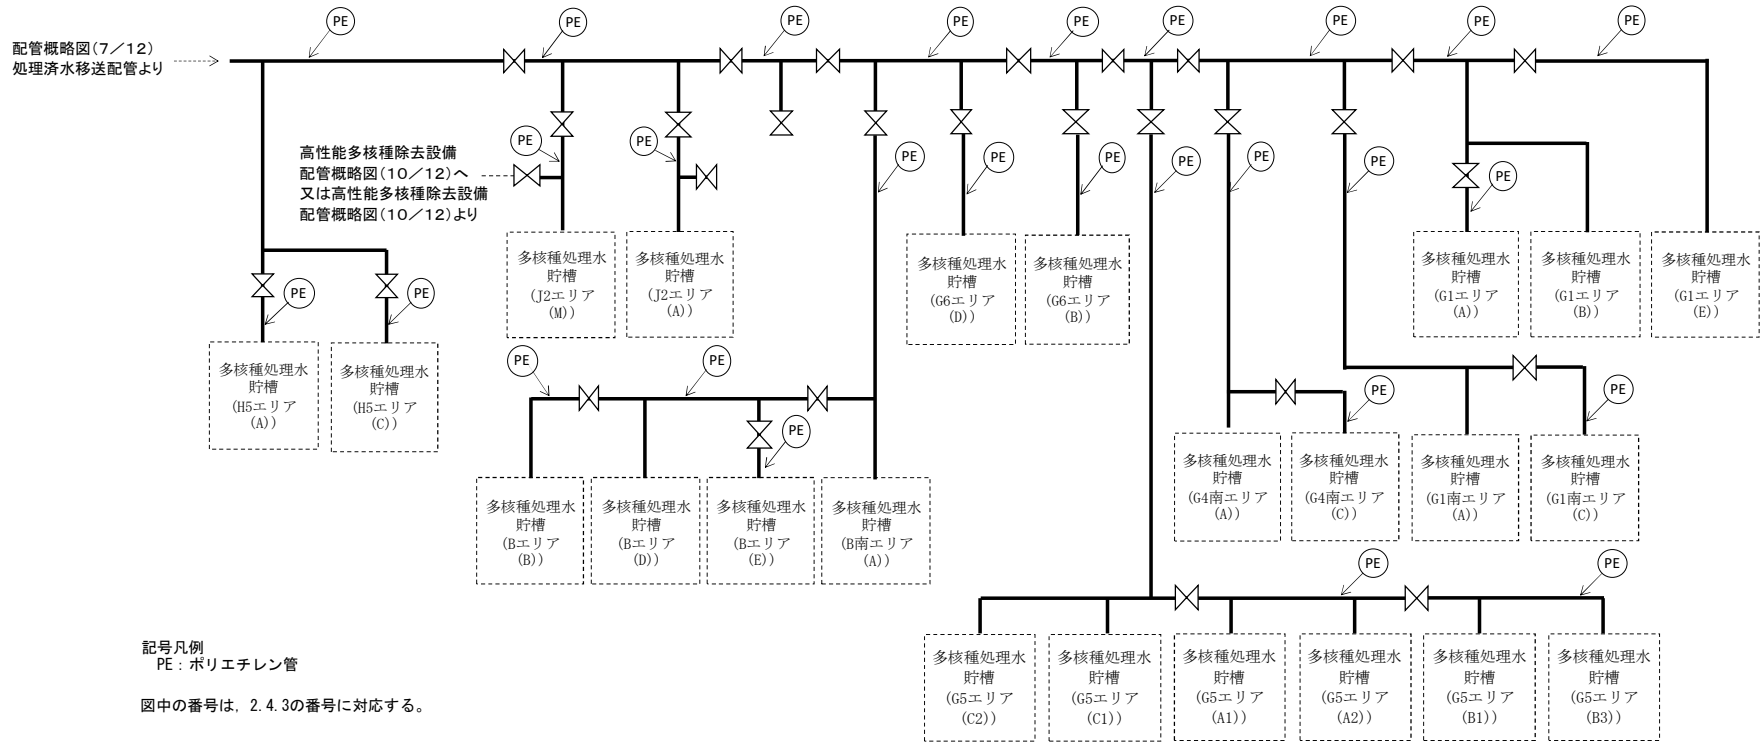 PE
PE
PE
PE
PE
PE
PE
PE
PE
配管概略図(7/12)
処理済水移送配管より
高性能多核種除去設備
配管概略図(10/12)へ
又は高性能多核種除去設備
配管概略図(10/12)より
PE
PE
PE
PE
PE
PE
PE
PE
PE
多核種処理水
貯槽
(J2エリア
(M))
多核種処理水
貯槽
(J2エリア
(A))
多核種処理水
貯槽
(G6エリア
(D))
多核種処理水
貯槽
(G6エリア
(B))
多核種処理水
貯槽
(G1エリア
(A))
多核種処理水
貯槽
(G1エリア
(B))
多核種処理水
貯槽
(G1エリア
(E))
PE
PE
多核種処理水
貯槽
(H5エリア
(A))
多核種処理水
貯槽
(H5エリア
(C))
PE
PE
PE
PE
PE
多核種処理水
貯槽
(Bエリア
(B))
多核種処理水
貯槽
(Bエリア
(D))
多核種処理水
貯槽
(Bエリア
(E))
多核種処理水
貯槽
(B南エリア
(A))
多核種処理水
貯槽
(G4南エリア
(A))
多核種処理水
貯槽
(G4南エリア
(C))
多核種処理水
貯槽
(G1南エリア
(A))
多核種処理水
貯槽
(G1南エリア
(C))
PE
PE
多核種処理水
貯槽
(G5エリア
(C2))
多核種処理水
貯槽
(G5エリア
(C1))
多核種処理水
貯槽
(G5エリア
(A1))
多核種処理水
貯槽
(G5エリア
(A2))
多核種処理水
貯槽
(G5エリア
(B1))
多核種処理水
貯槽
(G5エリア
(B3))
記号凡例
PE：ポリエチレン管
図中の番号は，2.4.3の番号に対応する。